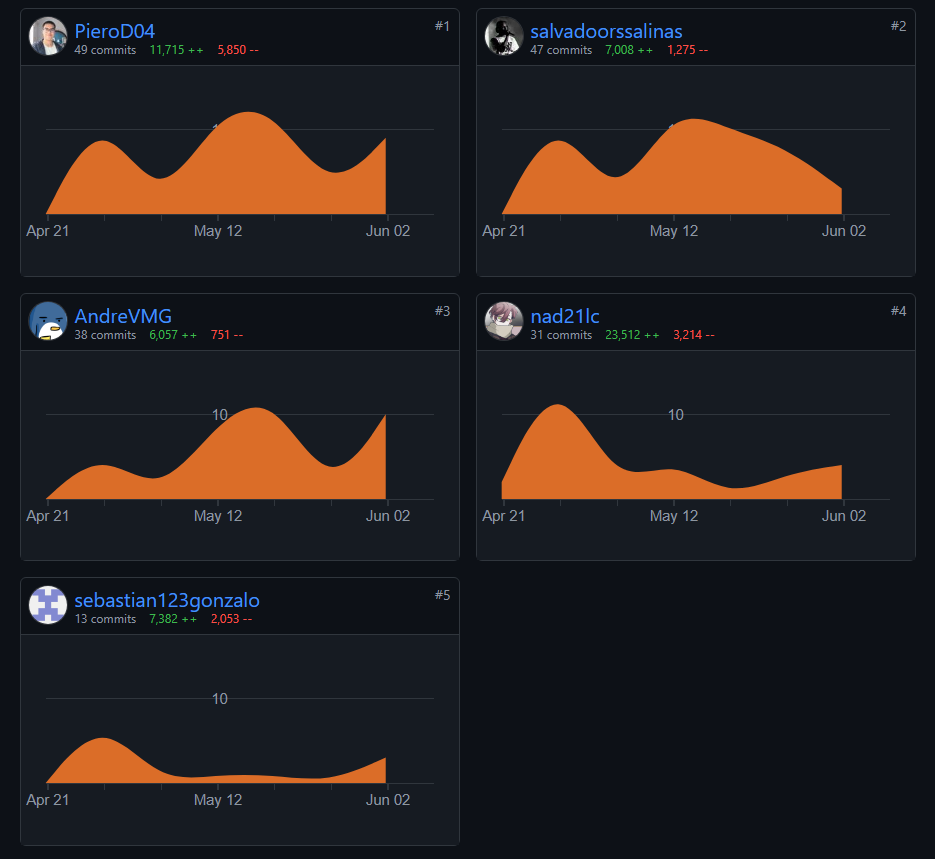 PieroD04
#1
49 commits 11,715 ++ 5,850 --
Apr 21 May 12 Jun 02
salvadoorssalinas
#2
47 commits 7,008 ++ 1,275 --
Apr 21 May 12 Jun 02
AndreVMG
#3
38 commits 6,057 ++ 751 --
10
Apr 21 May 12 Jun 02
nad21lc
#4
31 commits 23,512 ++ 3,214 --
10
Apr 21 May 12 Jun 02
sebastian123gonzalo
#5
13 commits 7,382 ++ 2,053 --
10
Apr 21 May 12 Jun 02